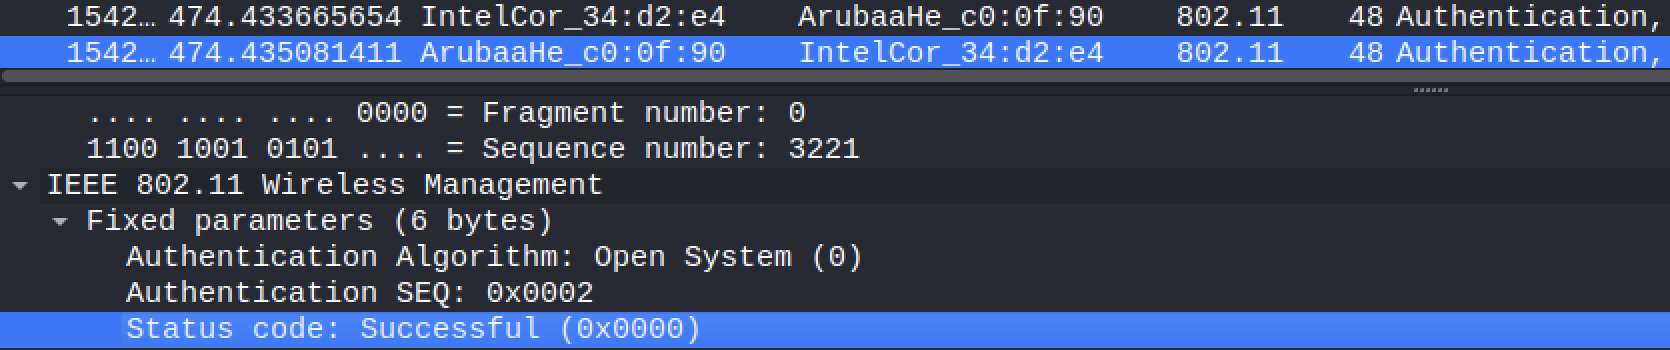 1542… 474.433665654 IntelCor_34:d2:e4 ArubaaHe_c0:0f:90 802.11 48 Authentication,
1542… 474.435081411 ArubaaHe_c0:0f:90 IntelCor_34:d2:e4 802.11 48 Authentication,
.... .... .... 0000 = Fragment number: 0
1100 1001 0101 .... = Sequence number: 3221
IEEE 802.11 Wireless Management
Fixed parameters (6 bytes)
Authentication Algorithm: Open System (0)
Authentication SEQ: 0x0002
Status code: Successful (0x0000)